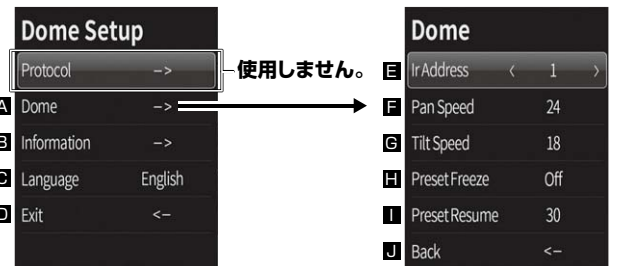 Dome Setup
Protocol –>
使用しません。
A Dome –>
B Information –>
C Language English
D Exit <–
Dome
E Ir Address < 1 >
F Pan Speed 24
G Tilt Speed 18
H Preset Freeze Off
I Preset Resume 30
J Back <–